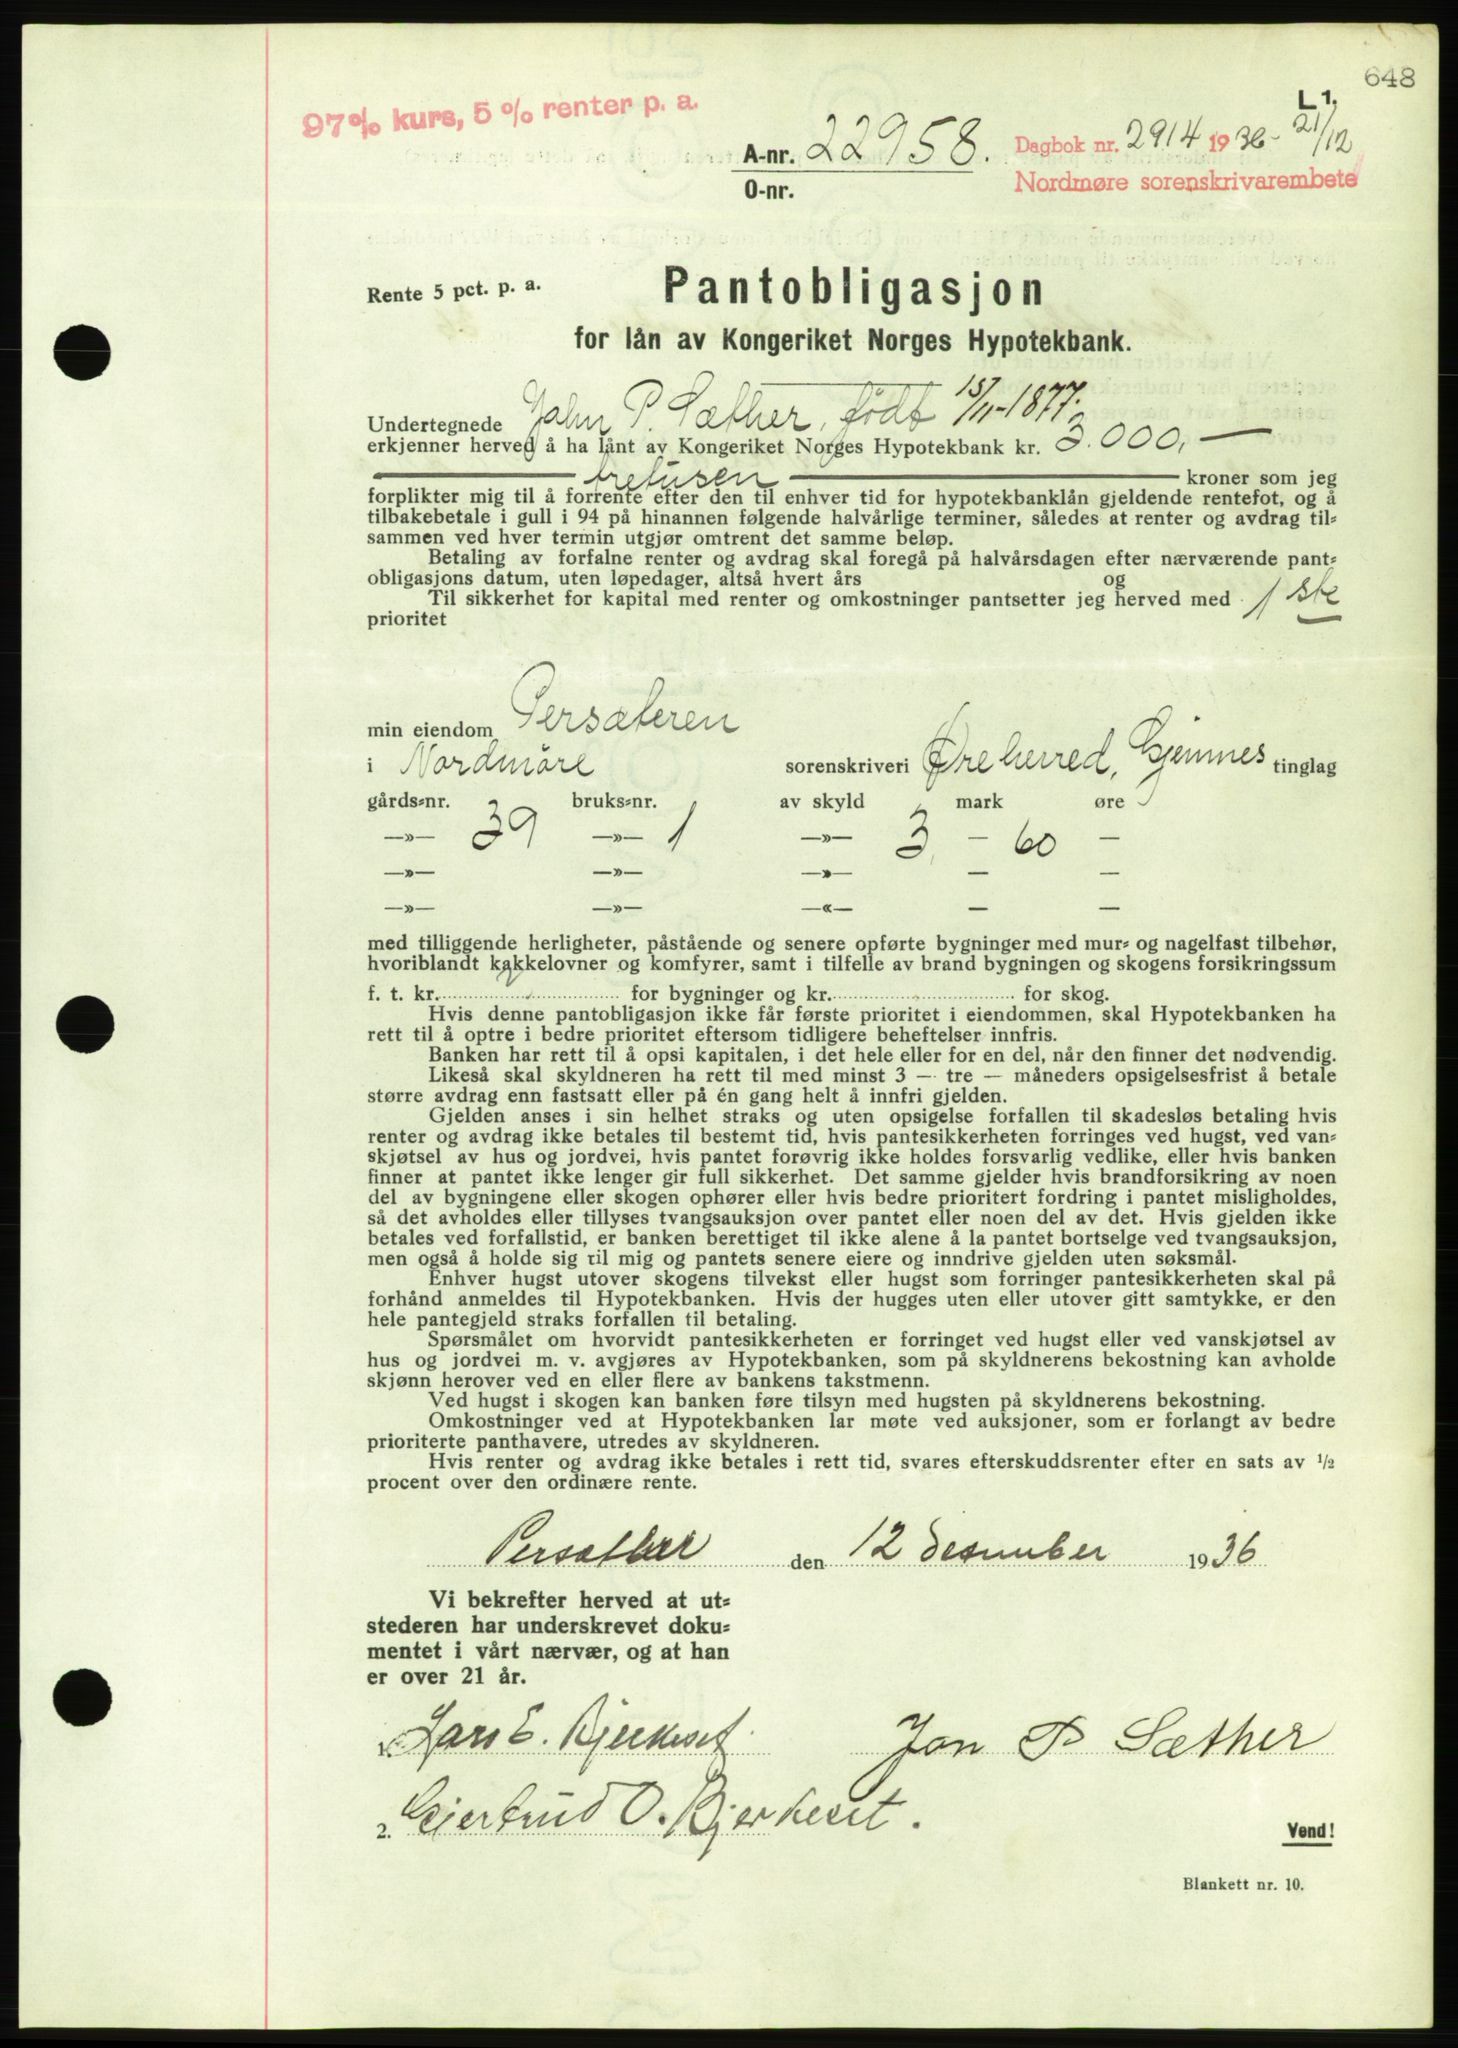 648
L 1.
97% kurs, 5% renter p. a.
A-nr. 22958.
O-nr.
Dagbok nr. 2914 1936 - 21/12
Nordmøre sorenskrivarembete
Rente 5 pct. p. a.
Pantobligasjon
for lån av Kongeriket Norges Hypotekbank.
Undertegnede John P. Sæther, født 15/11-1877.
erkjenner herved å ha lånt av Kongeriket Norges Hypotekbank kr. 3.000,—
tretusen kroner som jeg
forplikter mig til å forrente efter den til enhver tid for hypotekbanklån gjeldende rentefot, og å
tilbakebetale i gull i 94 på hinannen følgende halvårlige terminer, således at renter og avdrag til=
sammen ved hver termin utgjør omtrent det samme beløp.
Betaling av forfalne renter og avdrag skal foregå på halvårsdagen efter nærværende pant=
obligasjons datum, uten løpedager, altså hvert års og
Til sikkerhet for kapital med renter og omkostninger pantsetter jeg herved med 1 ste
prioritet
min eiendom Persæteren
i Nordmöre sorenskriveri Øre herred, Gjemnes tinglag
gårds=nr. bruks=nr. av skyld mark øre
—»— 39 —»— 1 —»— 3, — 60 —
—»— —»— —»— — —
—»— —»— —«— — —
med tilliggende herligheter, påstående og senere opførte bygninger med mur= og nagelfast tilbehør,
hvoriblandt kakkelovner og komfyrer, samt i tilfelle av brand bygningen og skogens forsikringssum
f. t. kr. for bygninger og kr. for skog.
Hvis denne pantobligasjon ikke får første prioritet i eiendommen, skal Hypotekbanken ha
rett til å optre i bedre prioritet eftersom tidligere beheftelser innfris.
Banken har rett til å opsi kapitalen, i det hele eller for en del, når den finner det nødvendig.
Likeså skal skyldneren ha rett til med minst 3 — tre — måneders opsigelsesfrist å betale
større avdrag enn fastsatt eller på én gang helt å innfri gjelden.
Gjelden anses i sin helhet straks og uten opsigelse forfallen til skadesløs betaling hvis
renter og avdrag ikke betales til bestemt tid, hvis pantesikkerheten forringes ved hugst, ved van=
skjøtsel av hus og jordvei, hvis pantet forøvrig ikke holdes forsvarlig vedlike, eller hvis banken
finner at pantet ikke lenger gir full sikkerhet. Det samme gjelder hvis brandforsikring av noen
del av bygningene eller skogen ophører eller hvis bedre prioritert fordring i pantet misligholdes,
så det avholdes eller tillyses tvangsauksjon over pantet eller noen del av det. Hvis gjelden ikke
betales ved forfallstid, er banken berettiget til ikke alene å la pantet bortselge ved tvangsauksjon,
men også å holde sig til mig og pantets senere eiere og inndrive gjelden uten søksmål.
Enhver hugst utover skogens tilvekst eller hugst som forringer pantesikkerheten skal på
forhånd anmeldes til Hypotekbanken. Hvis der hugges uten eller utover gitt samtykke, er den
hele pantegjeld straks forfallen til betaling.
Spørsmålet om hvorvidt pantesikkerheten er forringet ved hugst eller ved vanskjøtsel av
hus og jordvei m. v. avgjøres av Hypotekbanken, som på skyldnerens bekostning kan avholde
skjønn herover ved en eller flere av bankens takstmenn.
Ved hugst i skogen kan banken føre tilsyn med hugsten på skyldnerens bekostning.
Omkostninger ved at Hypotekbanken lar møte ved auksjoner, som er forlangt av bedre
prioriterte panthavere, utredes av skyldneren.
Hvis renter og avdrag ikke betales i rett tid, svares efterskuddsrenter efter en sats av 1/2
procent over den ordinære rente.
den 12 desember 1936
Vi bekrefter herved at ut=
stederen har underskrevet doku=
mentet i vårt nærvær, og at han
er over 21 år.
1. Lars E. Bjerkeset Jon P Sæther
2. Gjertrud O. Bjerkeset.
Vend!
Blankett nr. 10.